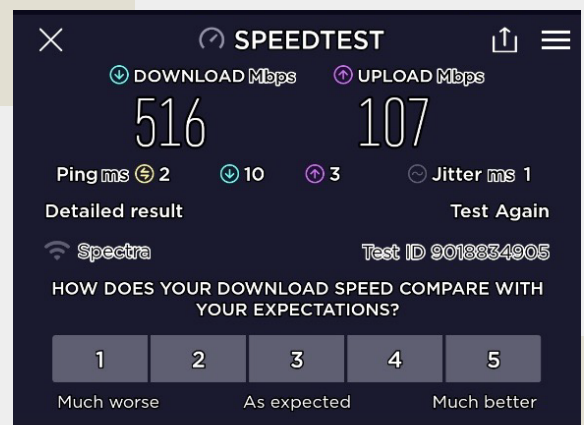 SPEEDTEST
DOWNLOAD Mbps UPLOAD Mbps
516 107
Ping ms 2 10 3 Jitter ms 1
Detailed result Test Again
Spectra Test ID 9018834905
HOW DOES YOUR DOWNLOAD SPEED COMPARE WITH
YOUR EXPECTATIONS?
1 2 3 4 5
Much worse As expected Much better